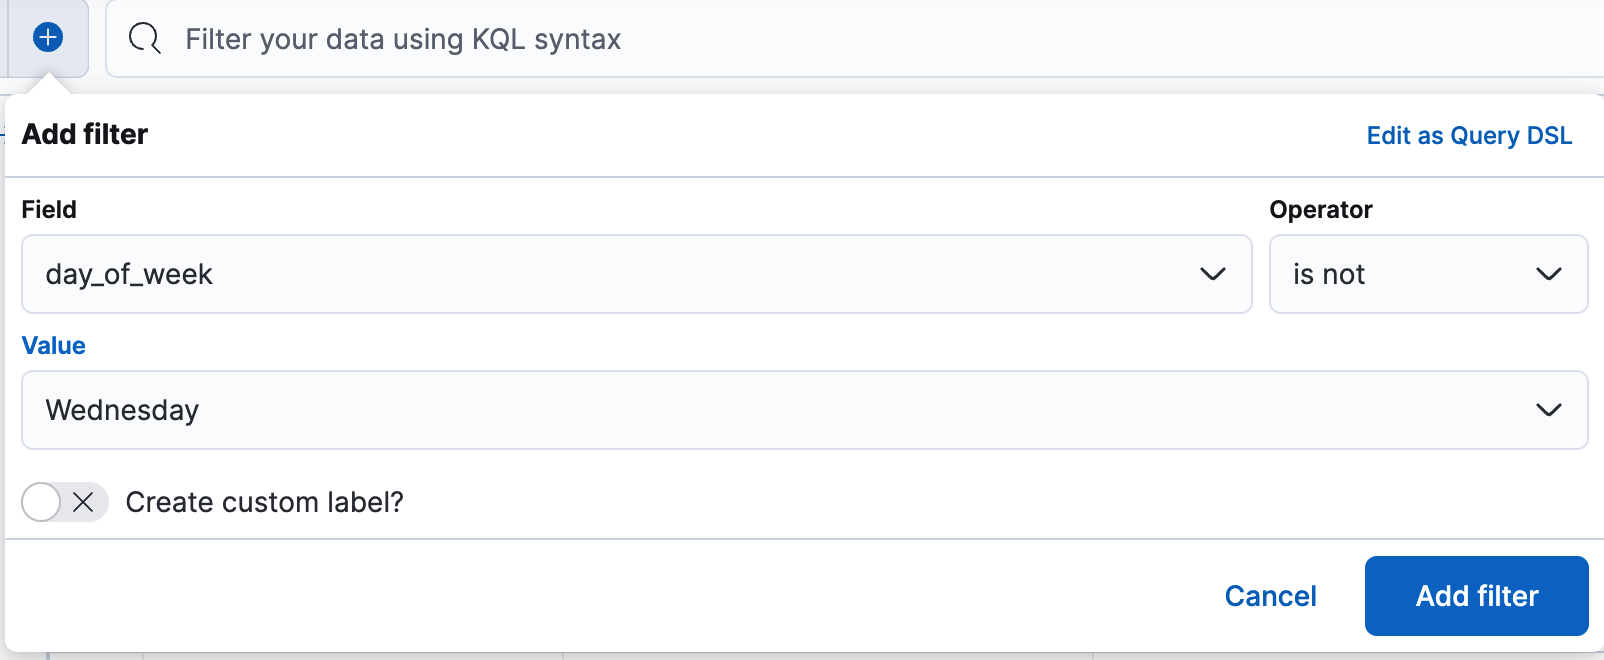 Filter your data using KQL syntax
Add filter
Edit as Query DSL
Field
Operator
day_of_week
is not
Value
Wednesday
Create custom label?
Cancel
Add filter